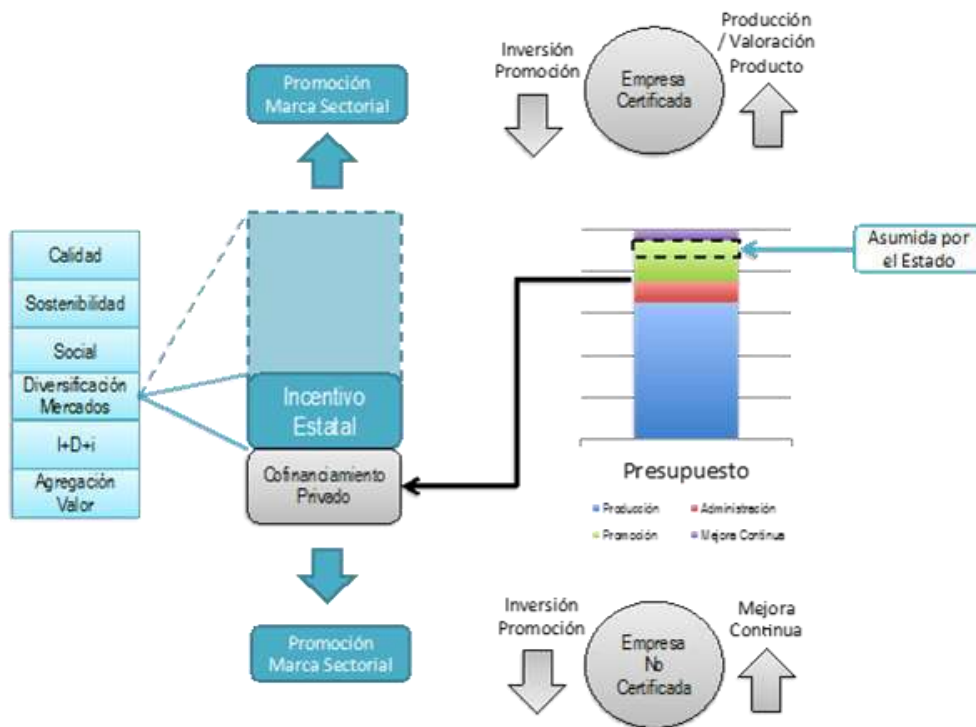 Promoción
Marca Sectorial
Inversión
Promoción
Empresa
Certificada
Producción
/ Valoración
Producto
Calidad
Sostenibilidad
Social
Diversificación
Mercados
I+D+i
Agregación
Valor
Incentivo
Estatal
Cofinanciamiento
Privado
Asumida por
el Estado
Presupuesto
Producción
Administración
Promoción
Mejora Continua
Promoción
Marca Sectorial
Inversión
Promoción
Empresa
No
Certificada
Mejora
Continua